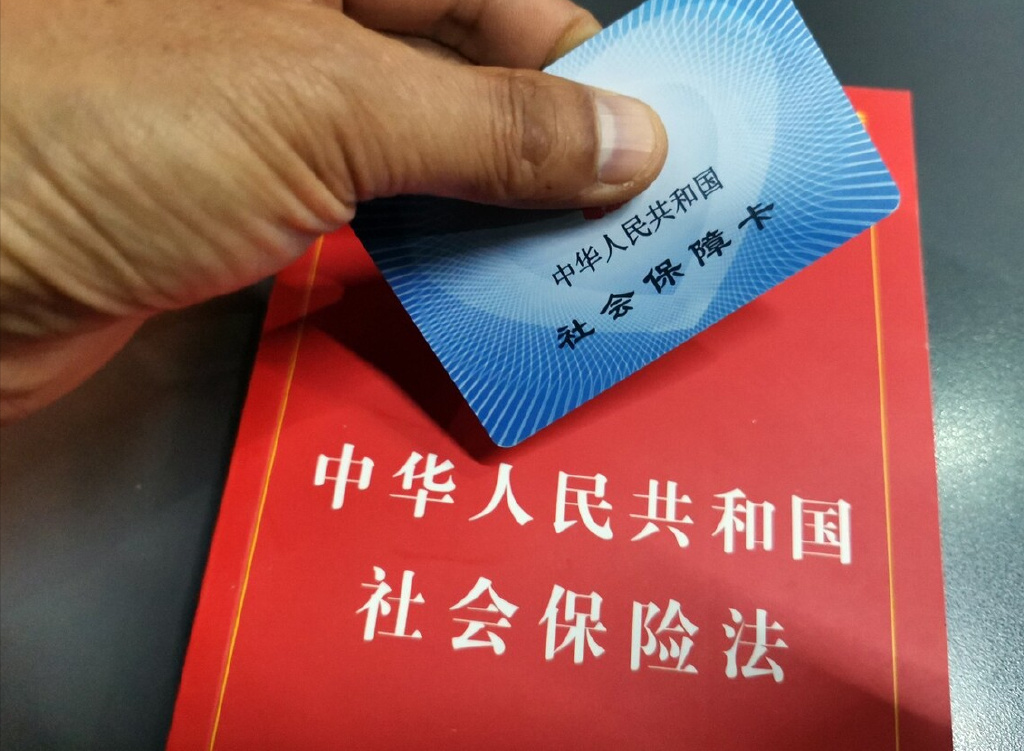 中华人民共和国
社会保障卡
中华人民共和国
社会保险法